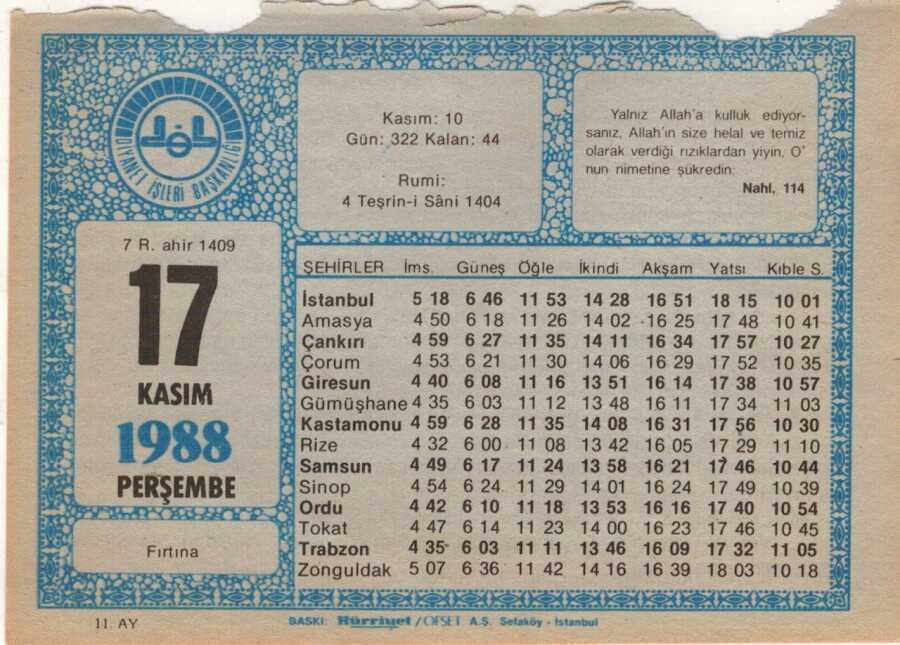 DİYANET İŞLERİ BAŞKANLIĞI
Kasım: 10
Gün: 322 Kalan: 44
Rumi:
4 Teşrin-i Sâni 1404
Yalnız Allah'a kulluk ediyor-
sanız, Allah'ın size helal ve temiz
olarak verdiği rızıklardan yiyin, O'
nun nimetine şükredin.
Nahl, 114
7 R. ahir 1409
17
KASIM
1988
PERŞEMBE
Fırtına
ŞEHİRLER İms. Güneş Öğle İkindi Akşam Yatsı Kıble S.
İstanbul 5 18 6 46 11 53 14 28 16 51 18 15 10 01
Amasya 4 50 6 18 11 26 14 02 16 25 17 48 10 41
Çankırı 4 59 6 27 11 35 14 11 16 34 17 57 10 27
Çorum 4 53 6 21 11 30 14 06 16 29 17 52 10 35
Giresun 4 40 6 08 11 16 13 51 16 14 17 38 10 57
Gümüşhane 4 35 6 03 11 12 13 48 16 11 17 34 11 03
Kastamonu 4 59 6 28 11 35 14 08 16 31 17 56 10 30
Rize 4 32 6 00 11 08 13 42 16 05 17 29 11 10
Samsun 4 49 6 17 11 24 13 58 16 21 17 46 10 44
Sinop 4 54 6 24 11 29 14 01 16 24 17 49 10 39
Ordu 4 42 6 10 11 18 13 53 16 16 17 40 10 54
Tokat 4 47 6 14 11 23 14 00 16 23 17 46 10 45
Trabzon 4 35 6 03 11 11 13 46 16 09 17 32 11 05
Zonguldak 5 07 6 36 11 42 14 16 16 39 18 03 10 18
11. AY
BASKI: Hürriyet / OFSET A.Ş. Sefaköy - İstanbul